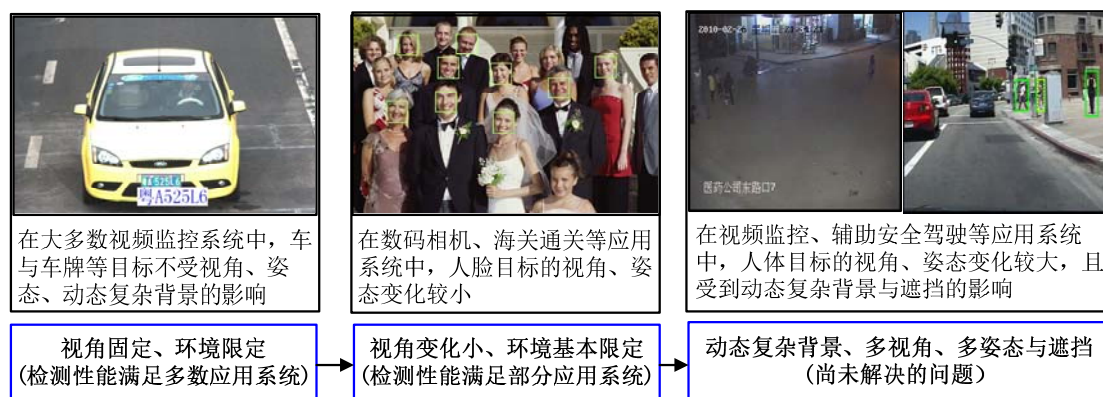 粤A525L6
在大多数视频监控系统中，车
与车牌等目标不受视角、姿
态、动态复杂背景的影响
视角固定、环境限定
(检测性能满足多数应用系统)
在数码相机、海关通关等应用
系统中，人脸目标的视角、姿
态变化较小
视角变化小、环境基本限定
(检测性能满足部分应用系统)
医药公司东路口7
在视频监控、辅助安全驾驶等应用系统
中，人体目标的视角、姿态变化较大，且
受到动态复杂背景与遮挡的影响
动态复杂背景、多视角、多姿态与遮挡
(尚未解决的问题）